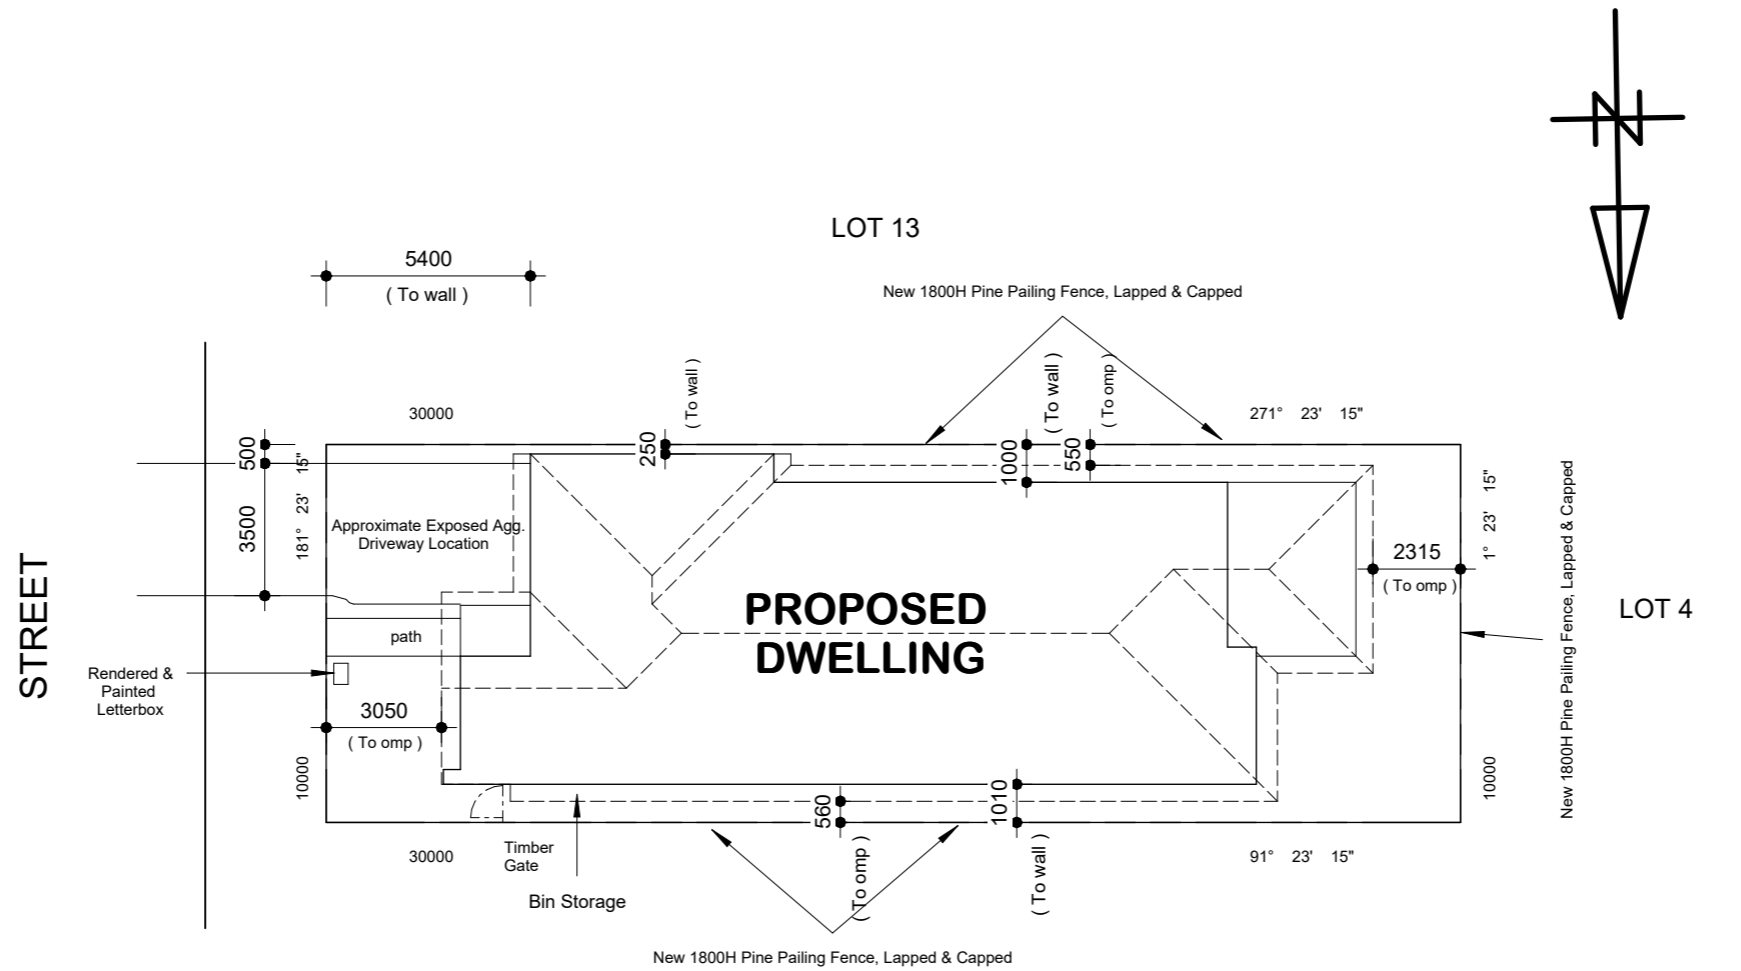 N
LOT 13
5400
( To wall )
New 1800H Pine Pailing Fence, Lapped & Capped
( To wall )
( To wall )
( To omp )
30000
271° 23' 15"
500
250
1000
550
181° 23' 15"
1° 23' 15"
3500
Approximate Exposed Agg.
Driveway Location
2315
( To omp )
New 1800H Pine Pailing Fence, Lapped & Capped
STREET
PROPOSED
DWELLING
LOT 4
path
Rendered &
Painted
Letterbox
3050
( To omp )
10000
10000
560
1010
( To omp )
( To wall )
30000
Timber
Gate
91° 23' 15"
Bin Storage
New 1800H Pine Pailing Fence, Lapped & Capped